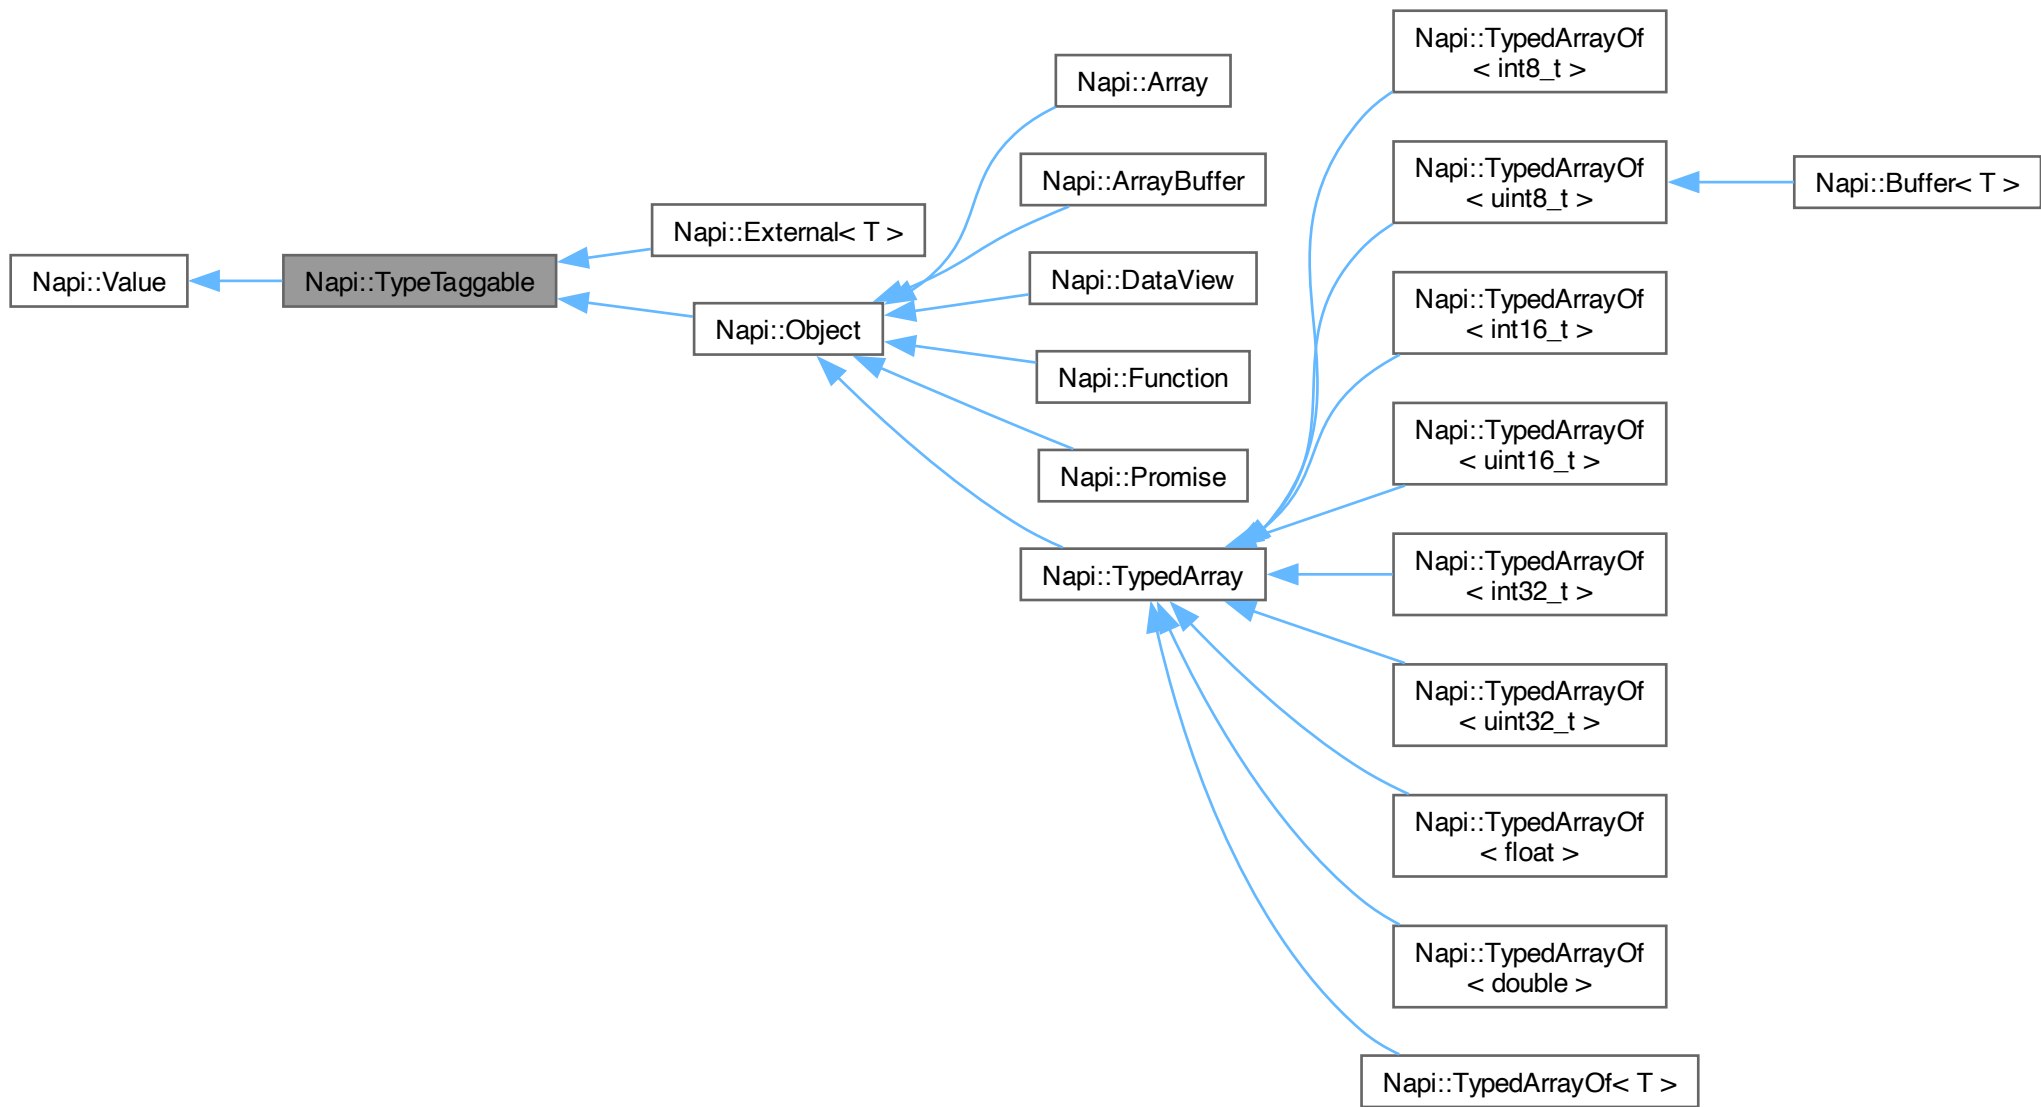 Napi::Value
Napi::TypeTaggable
Napi::External< T >
Napi::Object
Napi::Array
Napi::ArrayBuffer
Napi::DataView
Napi::Function
Napi::Promise
Napi::TypedArray
Napi::TypedArrayOf
< int8_t >
Napi::TypedArrayOf
< uint8_t >
Napi::Buffer< T >
Napi::TypedArrayOf
< int16_t >
Napi::TypedArrayOf
< uint16_t >
Napi::TypedArrayOf
< int32_t >
Napi::TypedArrayOf
< uint32_t >
Napi::TypedArrayOf
< float >
Napi::TypedArrayOf
< double >
Napi::TypedArrayOf< T >